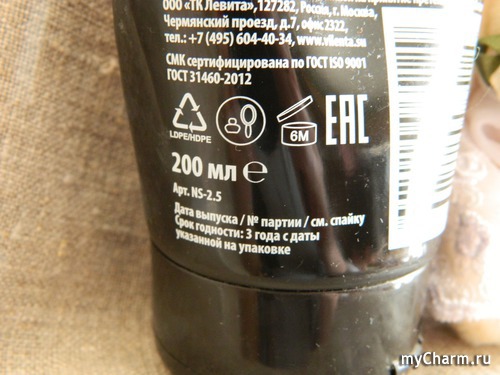 ООО «ТК Левита», 127282, Россия, г. Москва,
Чермянский проезд, д.7, офис 2322,
тел.: +7 (495) 604-40-34, www.vilenta.su
СМК сертифицировано по ГОСТ ISO 9001
ГОСТ 31460-2012
LDPE/HDPE
6M
EAC
200 мл e
Арт. NS-2.5
Дата выпуска / № партии / см. спайку
Срок годности: 3 года с даты
указанной на упаковке
myCharm.ru